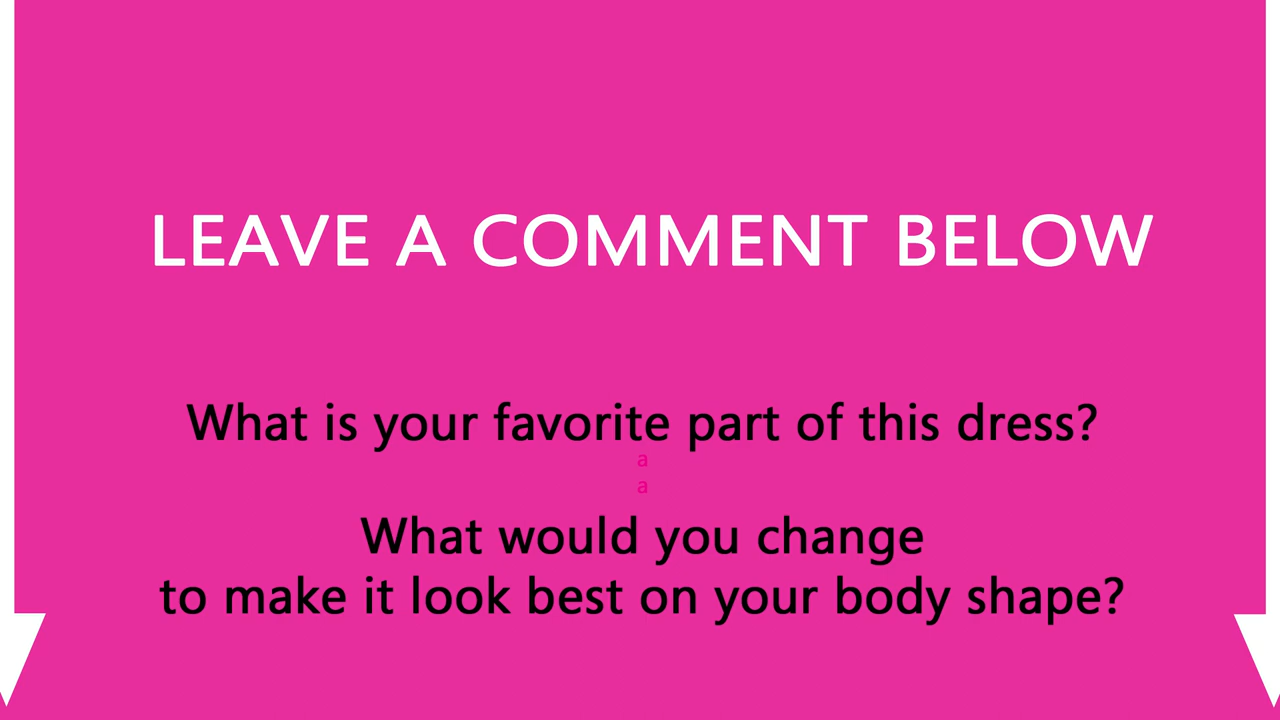 LEAVE A COMMENT BELOW
What is your favorite part of this dress?
a
a
What would you change
to make it look best on your body shape?